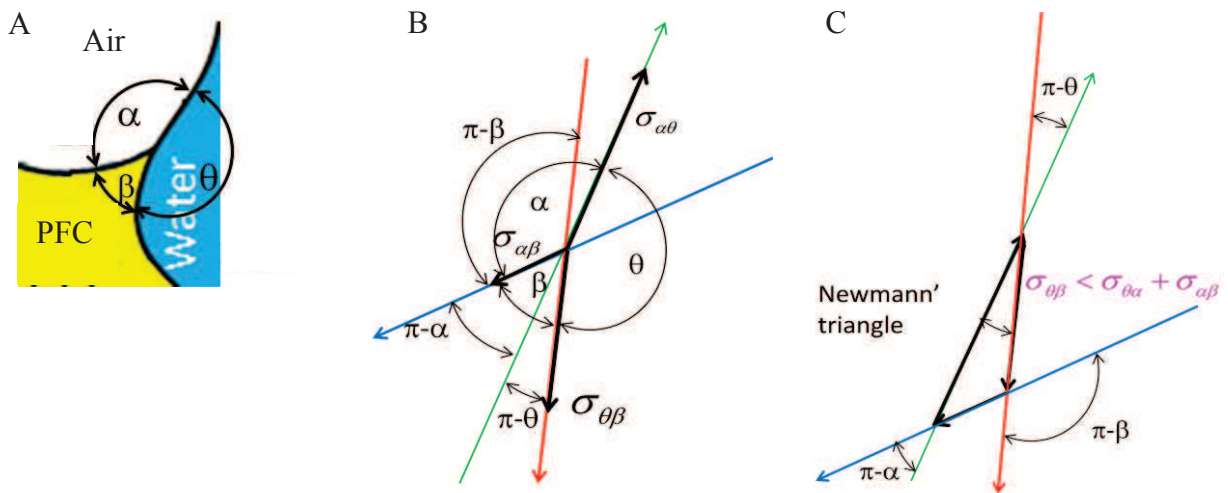 A
Air
α
β
θ
PFC
Water
B
π-β
σαθ
α
σαβ
β
θ
π-α
π-θ
σθβ
C
π-θ
σθβ < σθα + σαβ
Newmann'
triangle
π-β
π-α